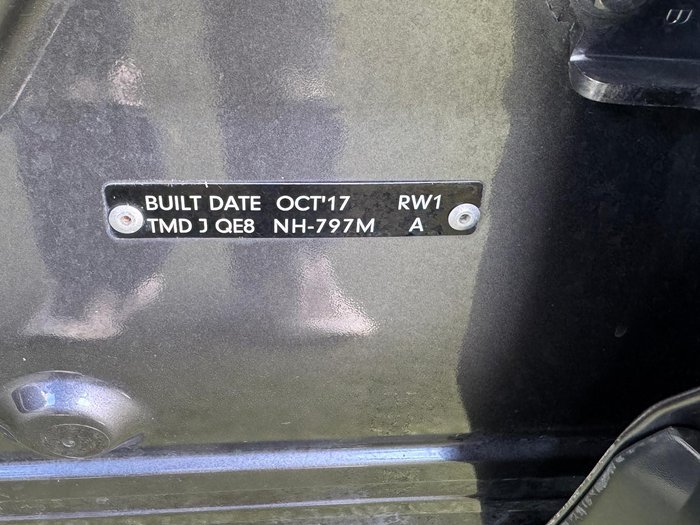 BUILT DATE OCT'17 RW1
TMD J QE8 NH-797M A